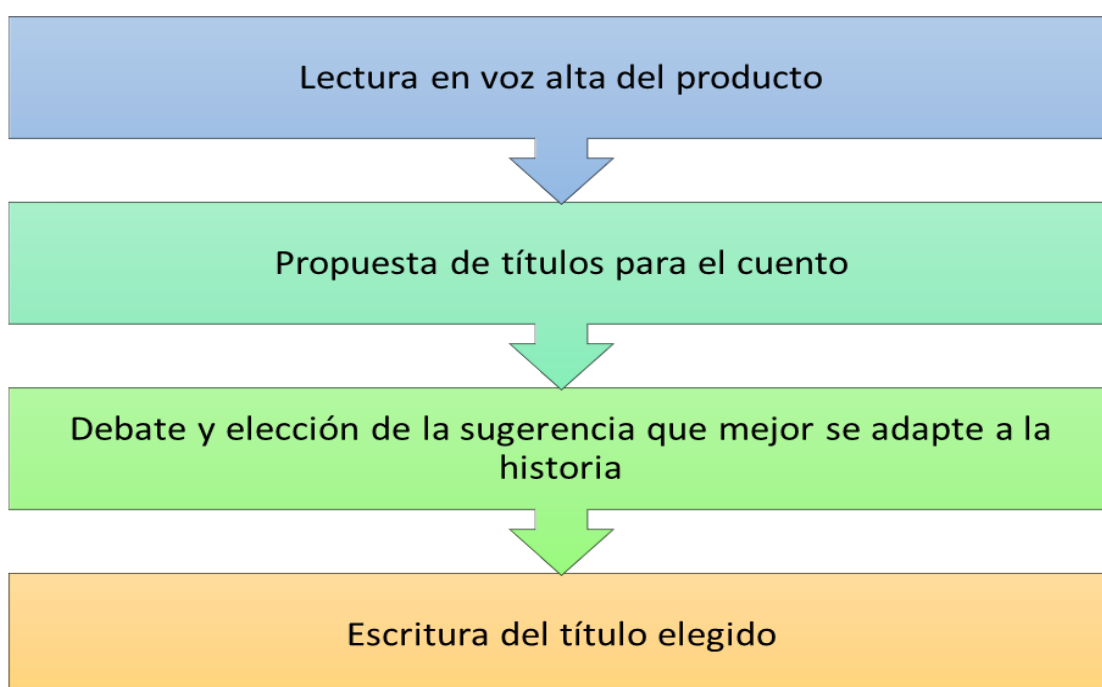 Lectura en voz alta del producto
Propuesta de títulos para el cuento
Debate y elección de la sugerencia que mejor se adapte a la
historia
Escritura del título elegido